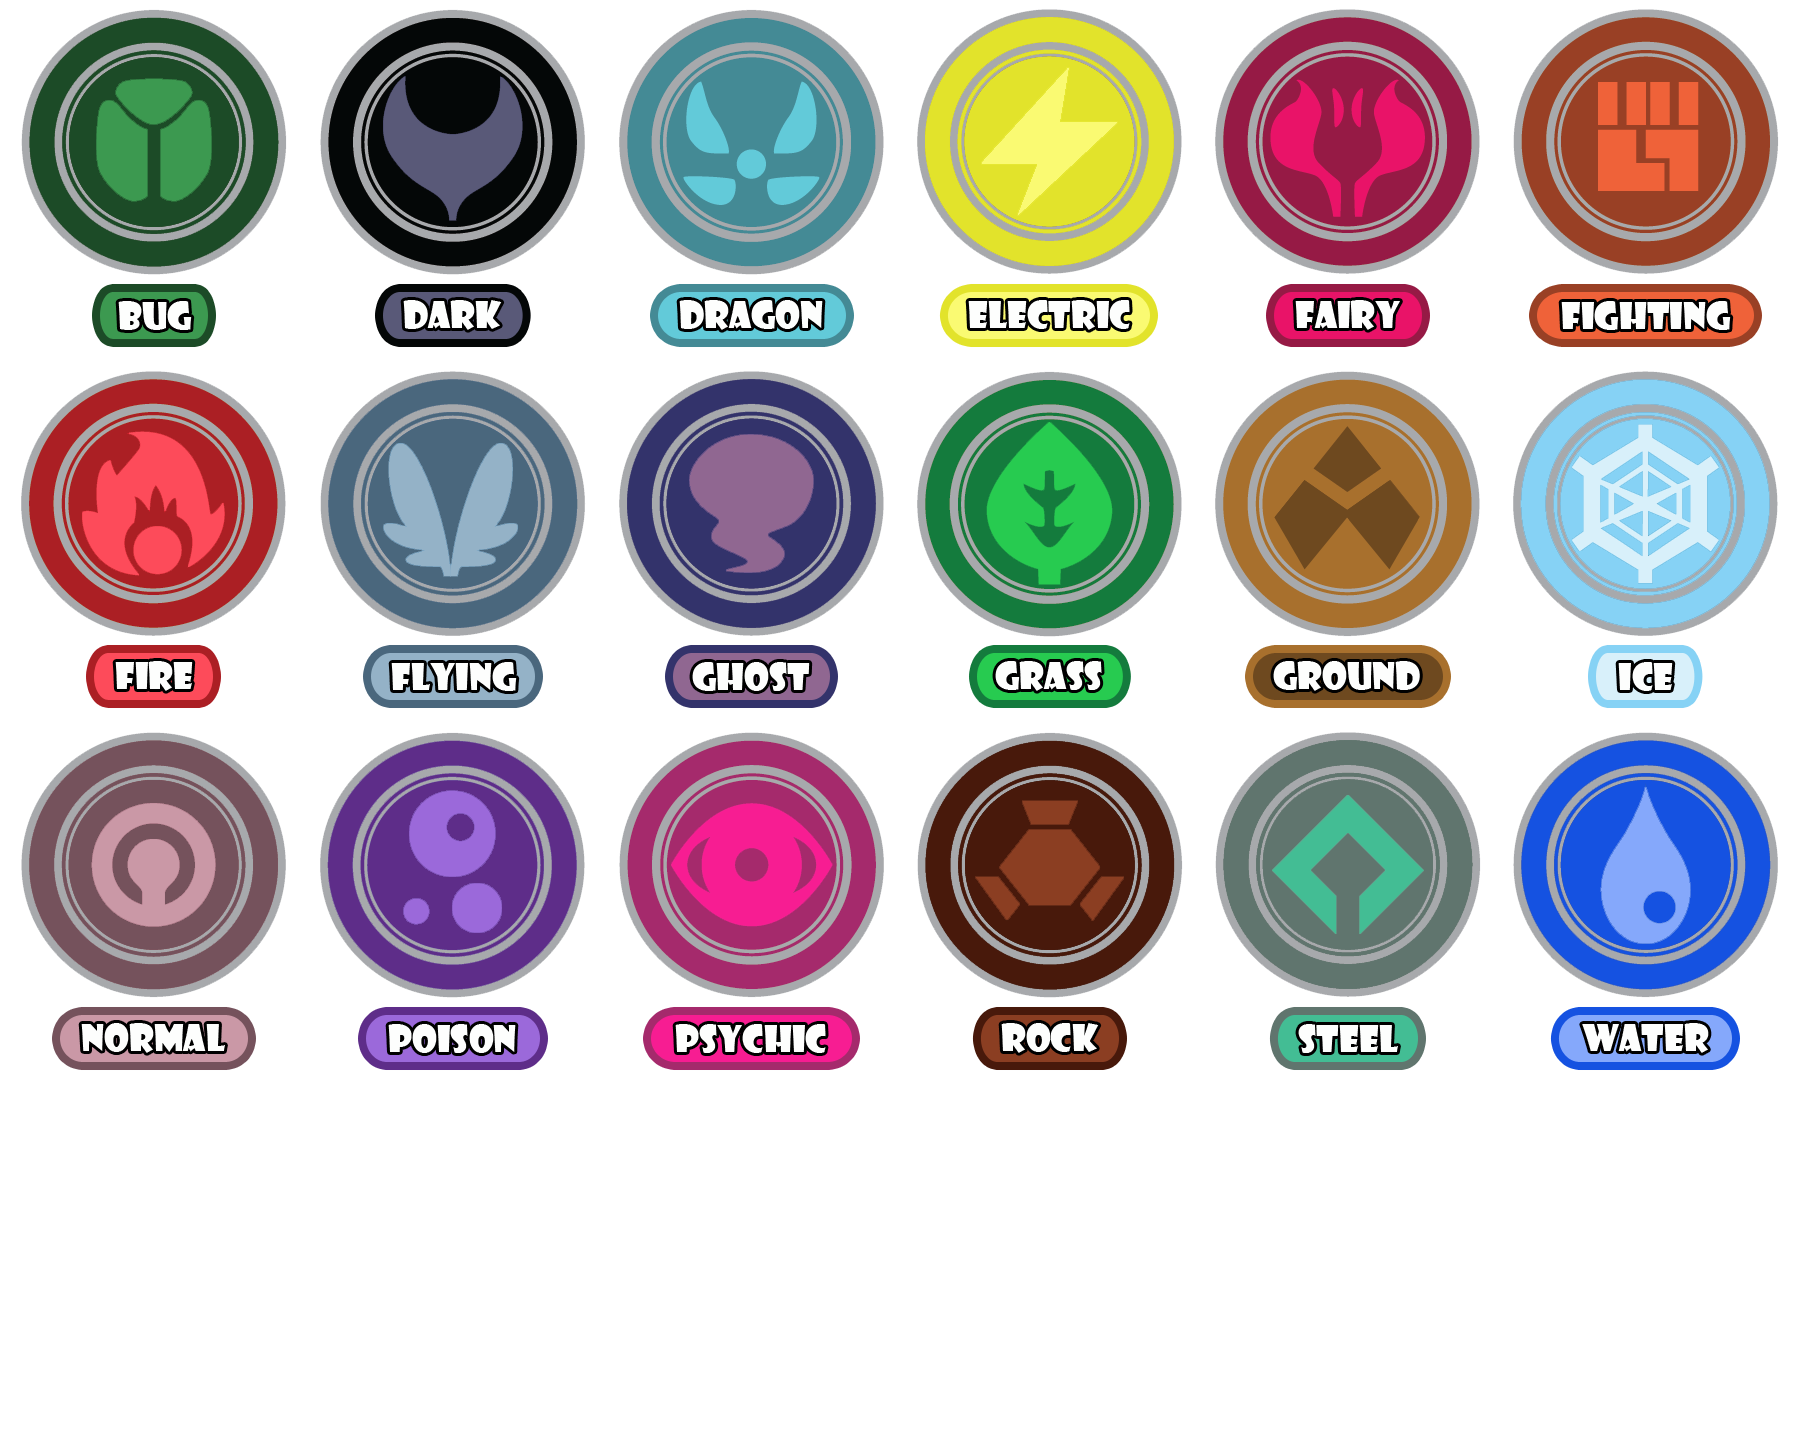 BUG
DARK
DRAGON
ELECTRIC
FAIRY
FIGHTING
FIRE
FLYING
GHOST
GRASS
GROUND
ICE
NORMAL
POISON
PSYCHIC
ROCK
STEEL
WATER